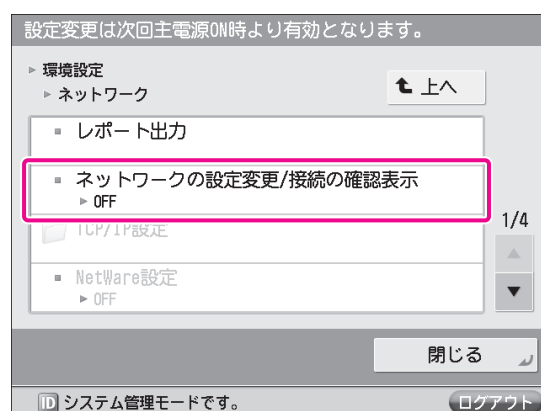 設定変更は次回主電源ON時より有効となります。
環境設定
ネットワーク
上へ
レポート出力
ネットワークの設定変更/接続の確認表示
OFF
TCP/IP設定
1/4
NetWare設定
OFF
閉じる
ID システム管理モードです。
ログアウト